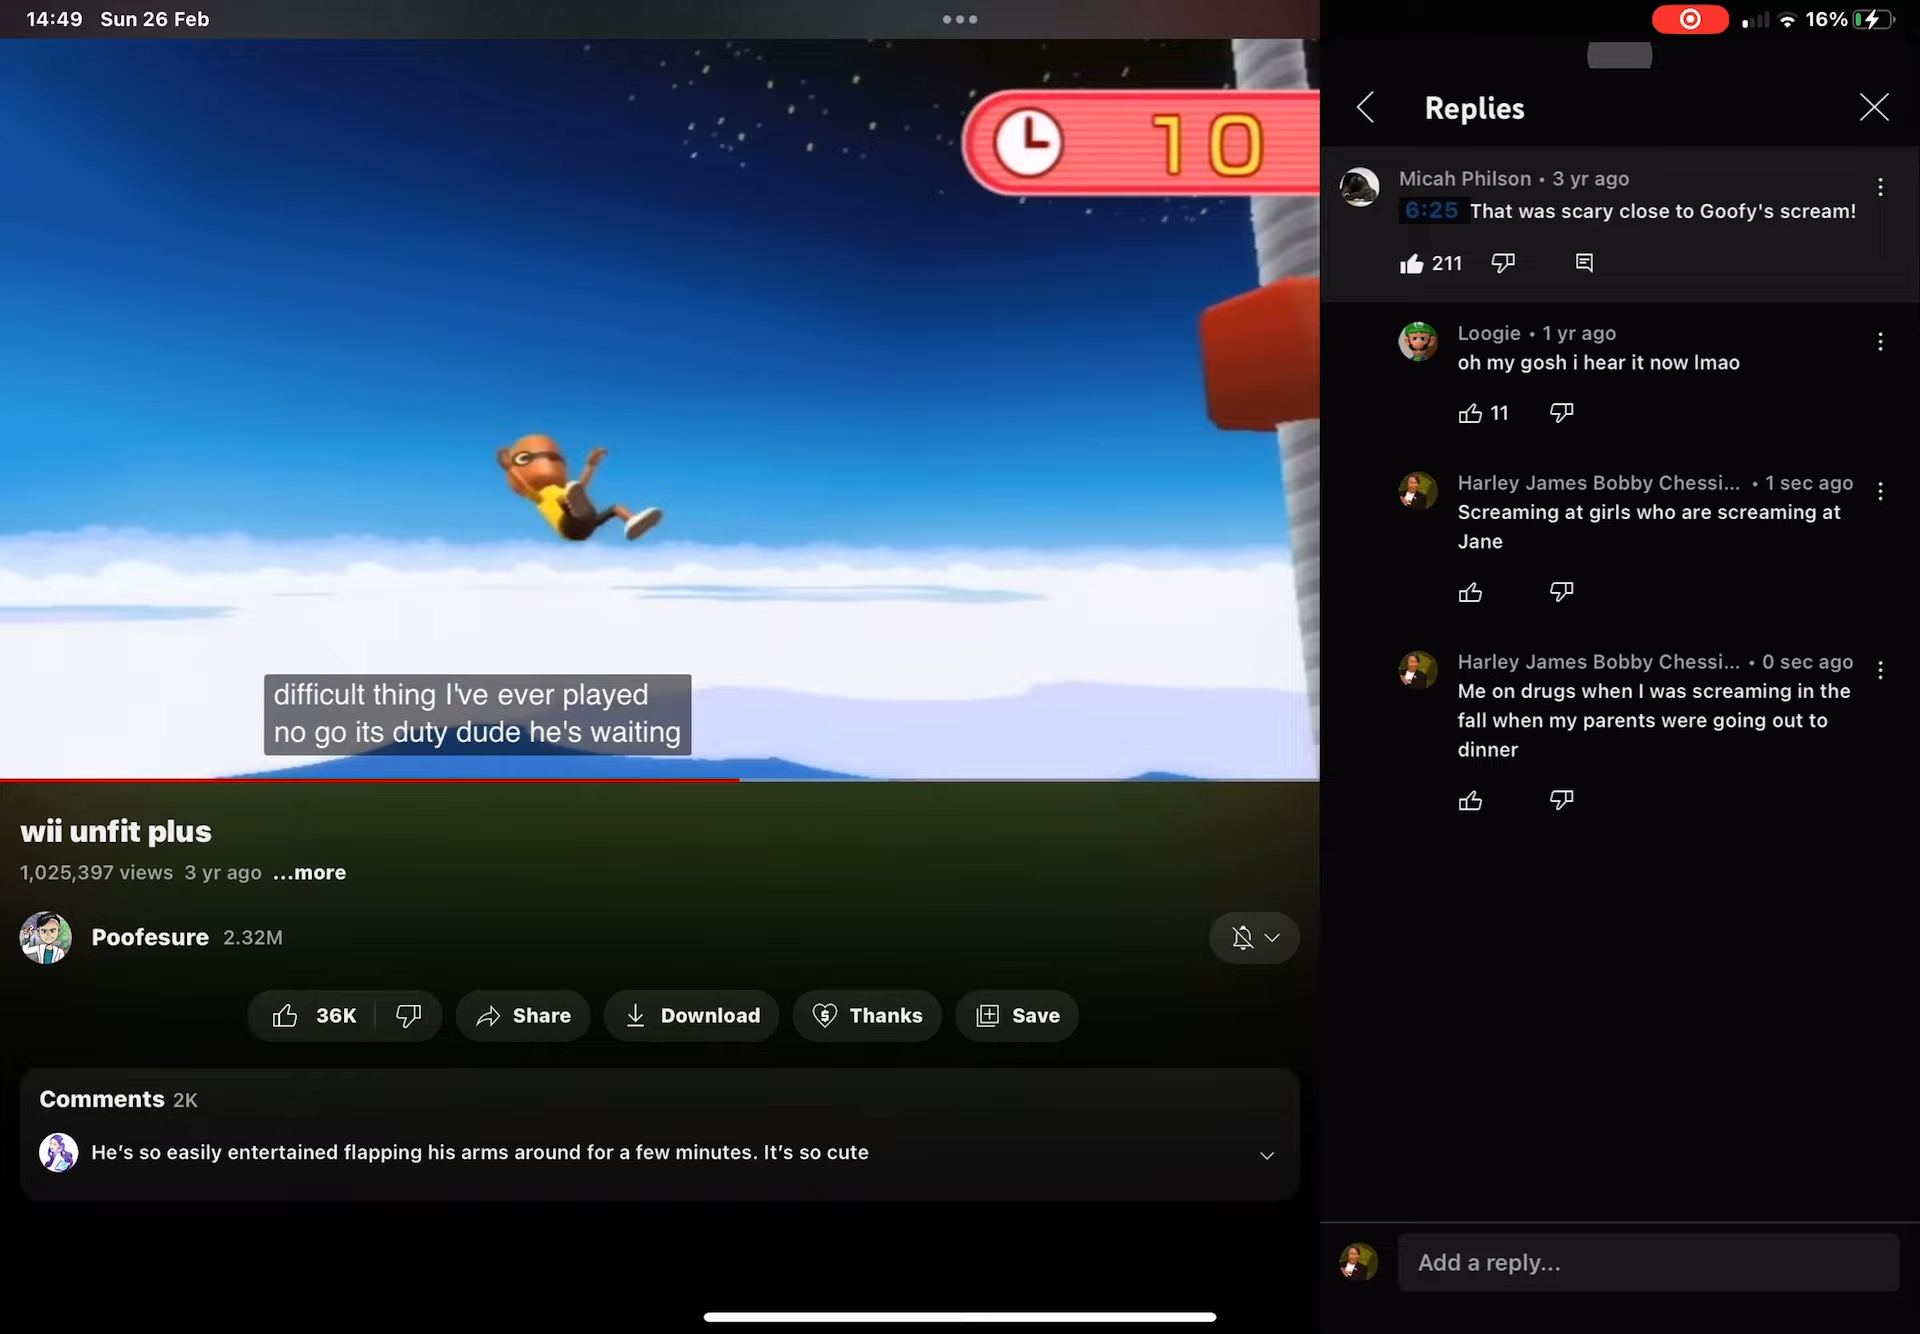 14:49 Sun 26 Feb
16%
10
difficult thing I've ever played
no go its duty dude he's waiting
wii unfit plus
1,025,397 views 3 yr ago ...more
Poofesure 2.32M
36K
Share
Download
Thanks
Save
Comments 2K
He's so easily entertained flapping his arms around for a few minutes. It's so cute
Replies
Micah Philson • 3 yr ago
6:25 That was scary close to Goofy's scream!
211
Loogie • 1 yr ago
oh my gosh i hear it now lmao
11
Harley James Bobby Chessi... • 1 sec ago
Screaming at girls who are screaming at
Jane
Harley James Bobby Chessi... • 0 sec ago
Me on drugs when I was screaming in the
fall when my parents were going out to
dinner
Add a reply...